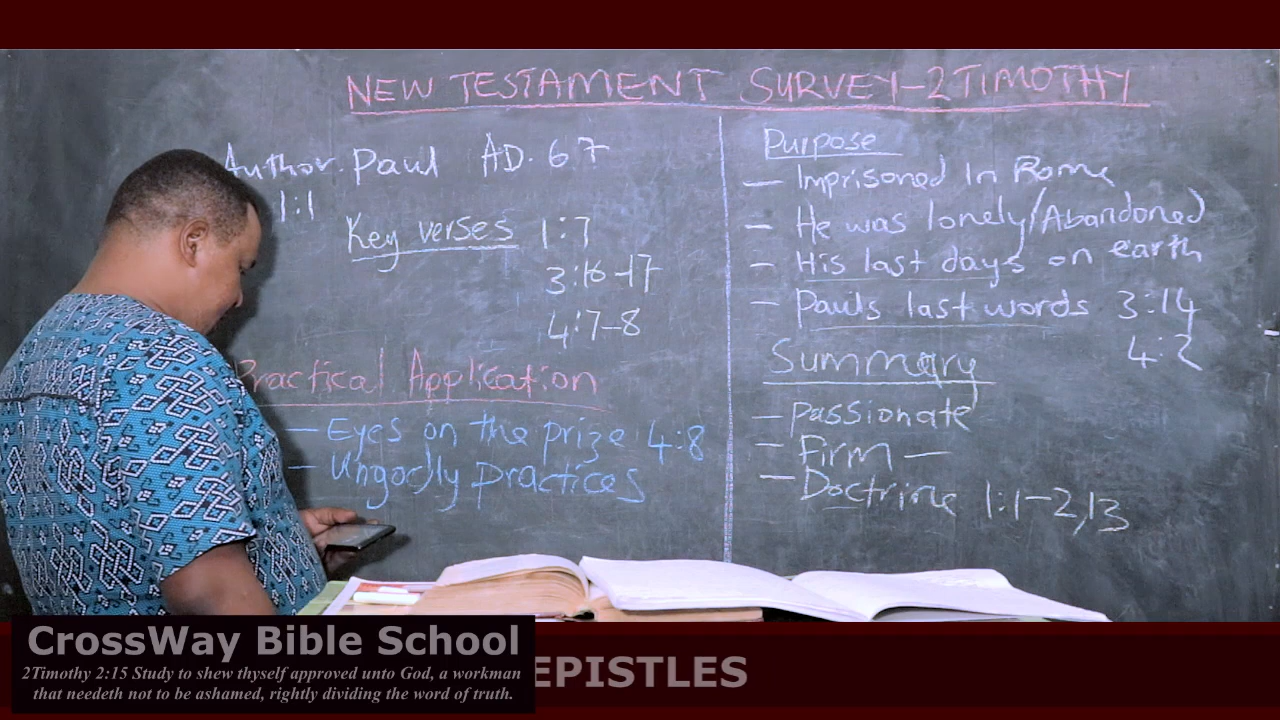 NEW TESTAMENT SURVEY-2TIMOTHY
Author. Paul AD. 67
1:1
Key verses 1:7
3:16-17
4:7-8
Practical Application
- Eyes on the prize 4:8
- Ungodly practices
Purpose
- Imprisoned In Rome
- He was lonely/Abandoned
- His last days on earth
- Pauls last words 3:14
4:2
Summary
- Passionate
- Firm -
- Doctrine 1:1-2,13
CrossWay Bible School
2Timothy 2:15 Study to shew thyself approved unto God, a workman
that needeth not to be ashamed, rightly dividing the word of truth.
EPISTLES